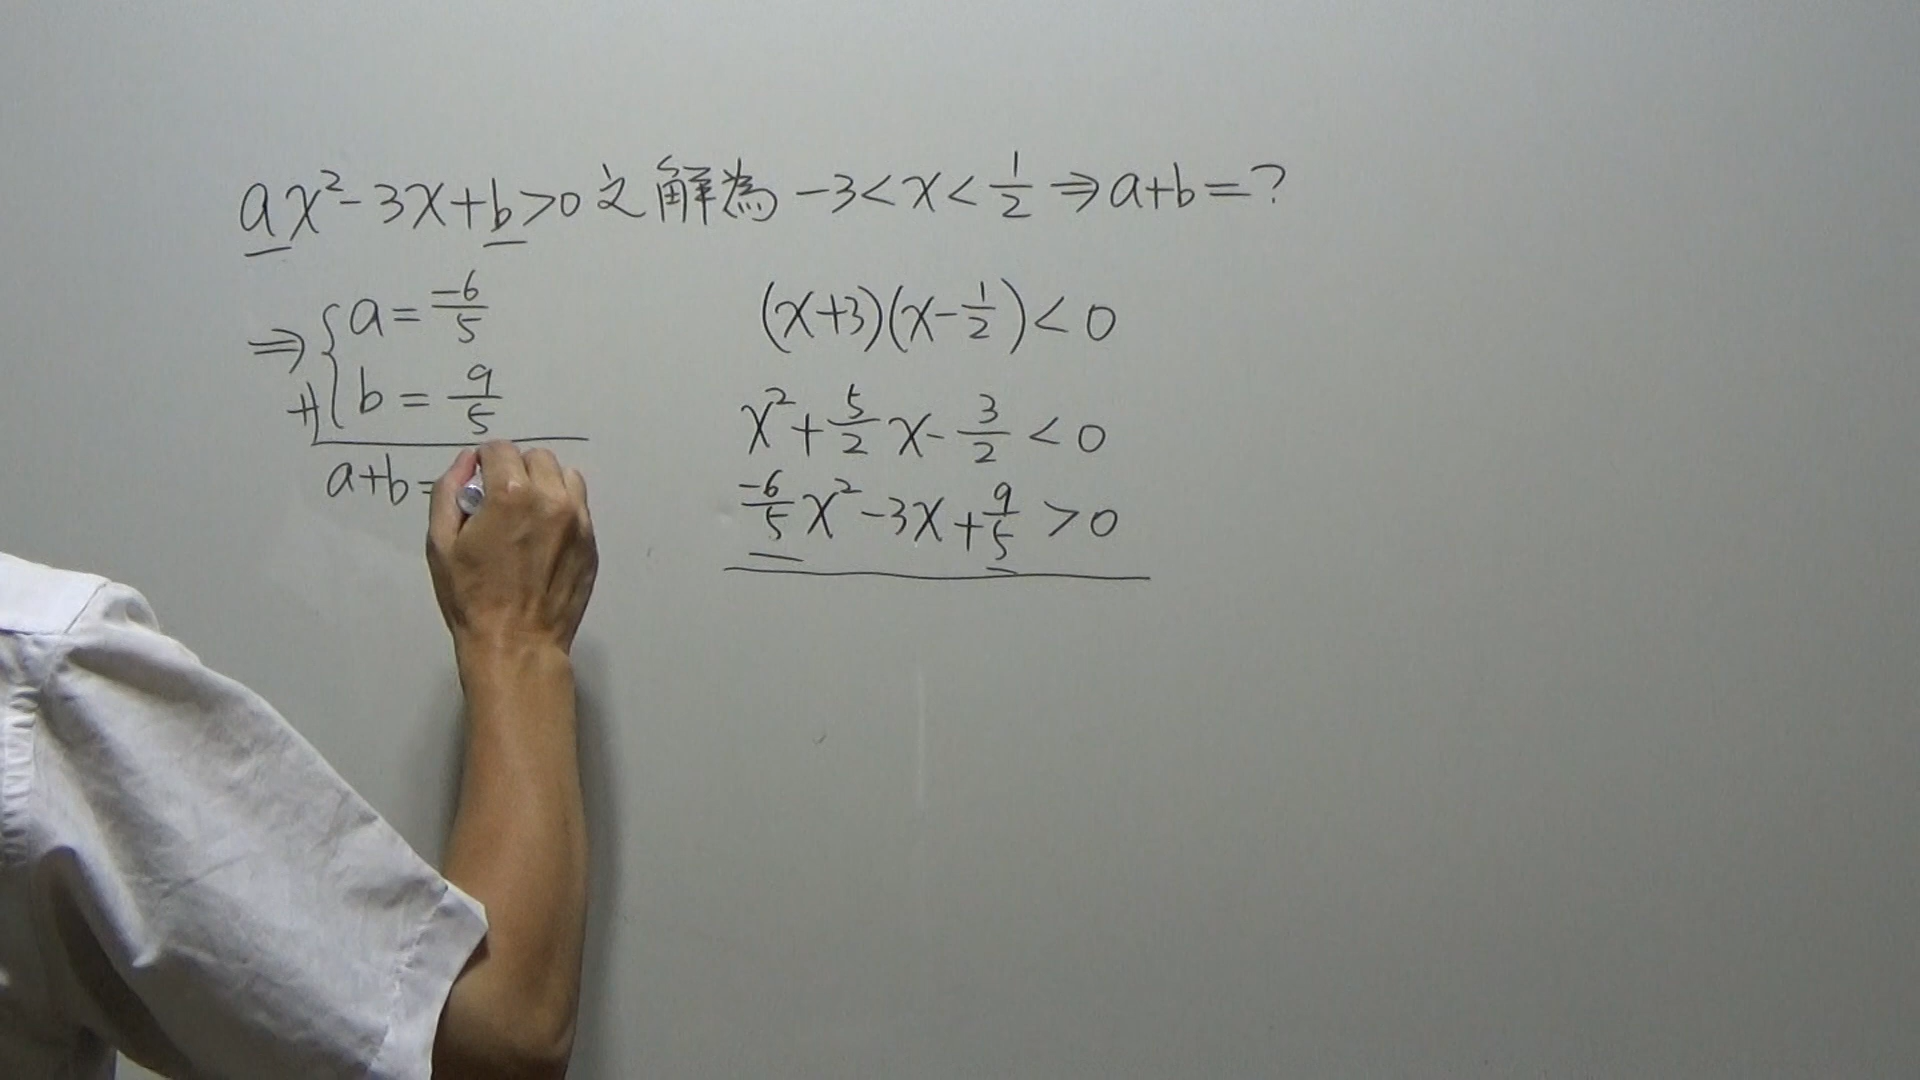 ax²-3x+b>0之解為 -3<x<1/2 ⇒ a+b=?
⇒ { a = -6/5
+) b = 9/5
a+b=
(x+3)(x-1/2)<0
x²+5/2x-3/2<0
-6/5x²-3x+9/5>0